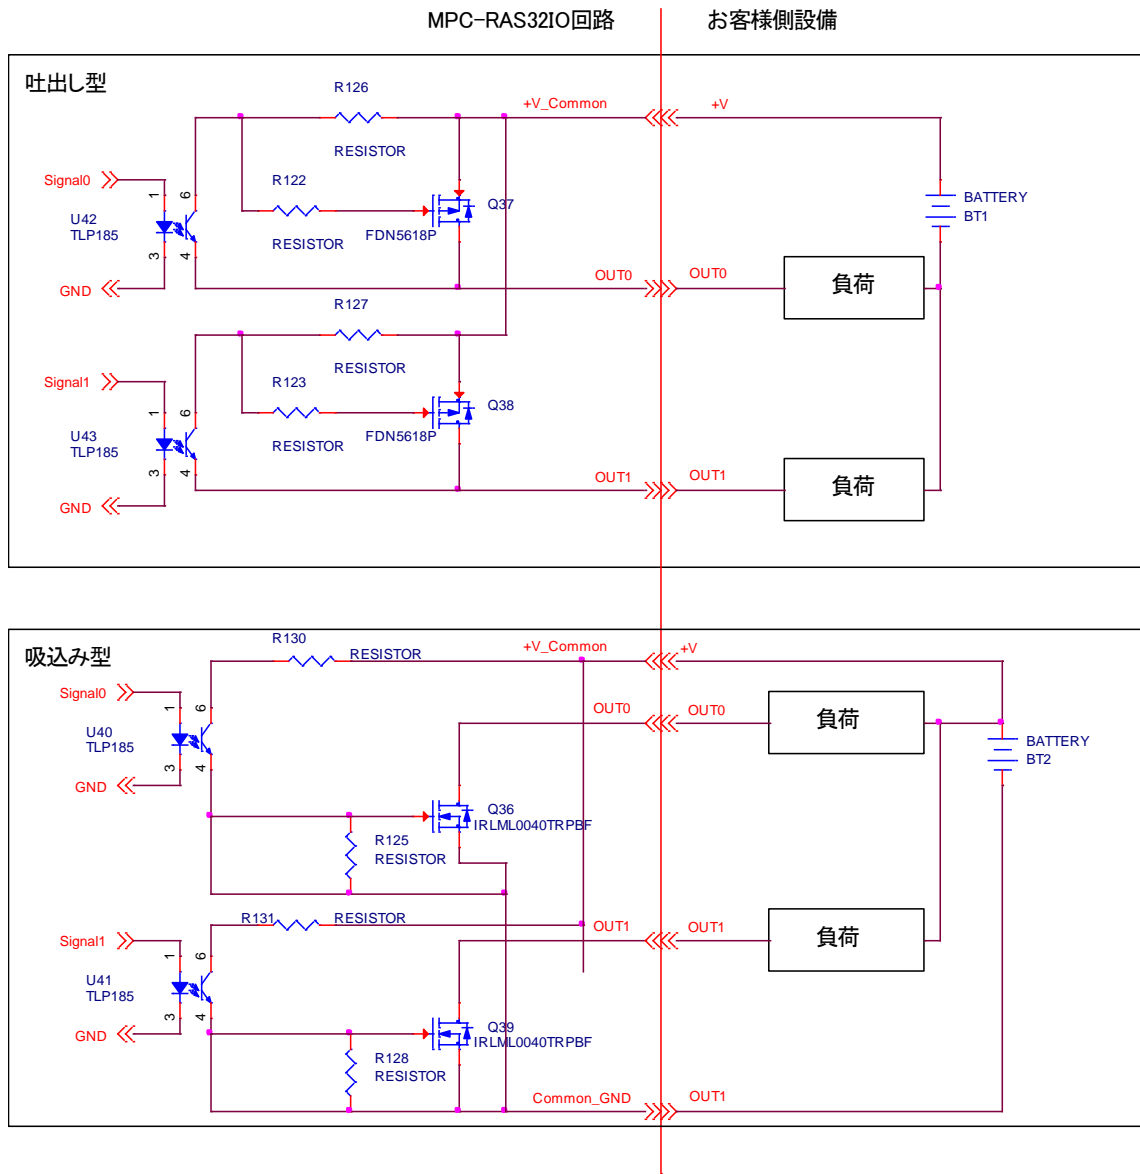 MPC-RAS32IO回路
お客様側設備
吐出し型
R126
+V_Common
+V
RESISTOR
Signal0
1
6
R122
Q37
BATTERY
BT1
U42
TLP185
FDN5618P
RESISTOR
3
4
GND
OUT0
OUT0
負荷
R127
RESISTOR
Signal1
R123
1
6
Q38
U43
TLP185
FDN5618P
RESISTOR
3
4
OUT1
OUT1
負荷
GND
吸込み型
R130
RESISTOR
+V_Common
+V
Signal0
1
6
OUT0
OUT0
負荷
U40
TLP185
BATTERY
BT2
3
4
GND
Q36
IRLML0040TRPBF
R125
RESISTOR
R131
RESISTOR
OUT1
OUT1
負荷
Signal1
1
6
U41
TLP185
3
4
GND
Q39
IRLML0040TRPBF
R128
RESISTOR
Common_GND
OUT1